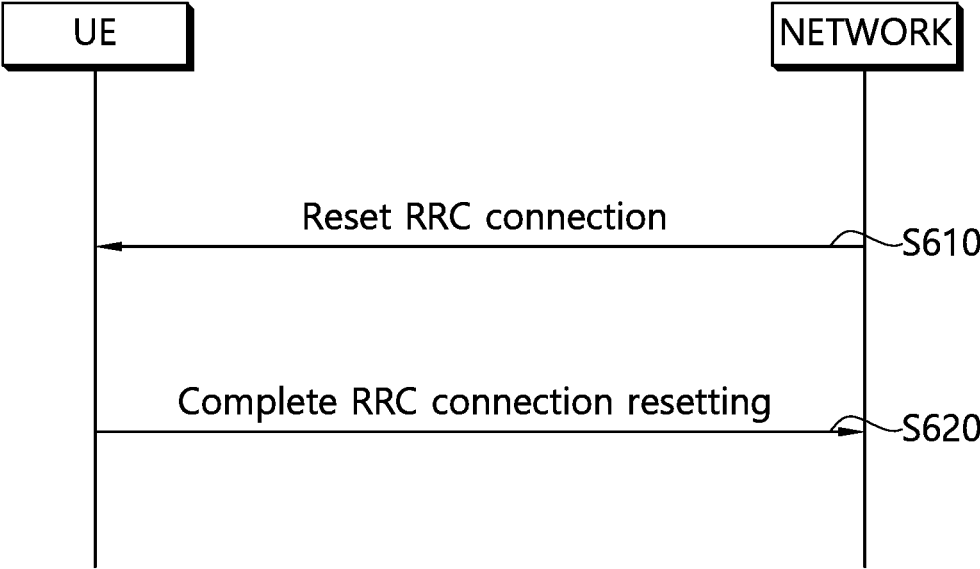 UE
NETWORK
Reset RRC connection
S610
Complete RRC connection resetting
S620